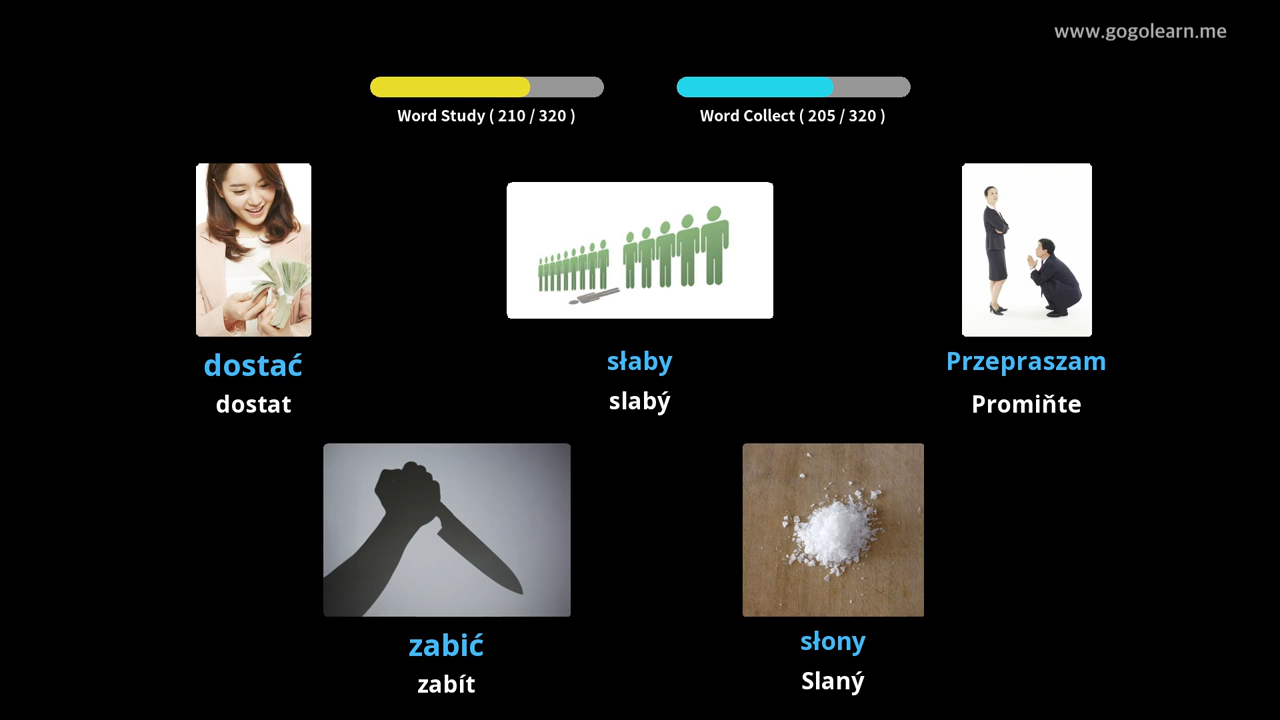 www.gogolearn.me
Word Study ( 210 / 320 )
Word Collect ( 205 / 320 )
dostać
dostat
słaby
slabý
Przepraszam
Promiňte
zabić
zabít
słony
Slaný